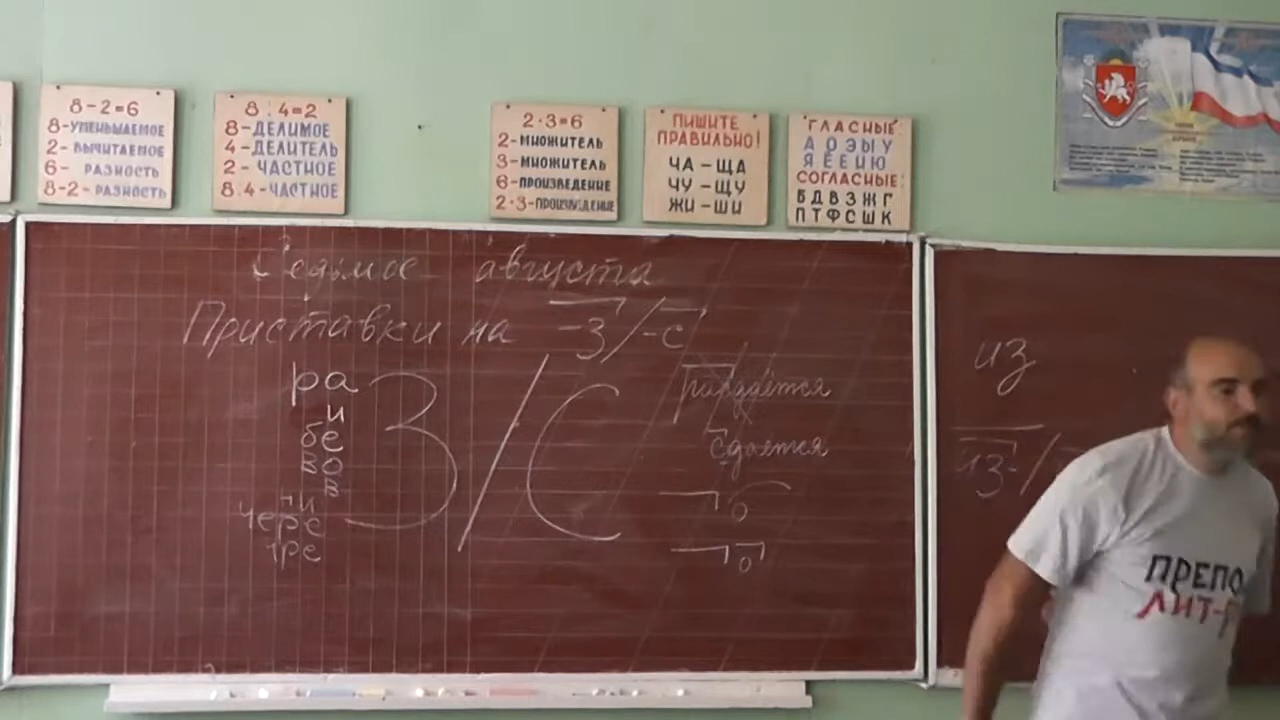 8-2=6
8-УМЕНЬШАЕМОЕ
2-ВЫЧИТАЕМОЕ
6- РАЗНОСТЬ
8-2-РАЗНОСТЬ
8:4=2
8-ДЕЛИМОЕ
4-ДЕЛИТЕЛЬ
2-ЧАСТНОЕ
8:4-ЧАСТНОЕ
2·3=6
2-МНОЖИТЕЛЬ
3-МНОЖИТЕЛЬ
6-ПРОИЗВЕДЕНИЕ
2·3-ПРОИЗВЕДЕНИЕ
ПИШИТЕ
ПРАВИЛЬНО!
ЧА-ЩА
ЧУ-ЩУ
ЖИ-ШИ
ГЛАСНЫЕ:
А О Э Ы У
Я Ё Е И Ю
СОГЛАСНЫЕ:
Б Д В З Ж Г
П Т Ф С Ш К
Седьмое августа
Приставки на -З/-С
ра
и
бе
во
в
ни
чере
чре
З/С
сдается
из
из-/
ПРЕПО
ЛИТ-